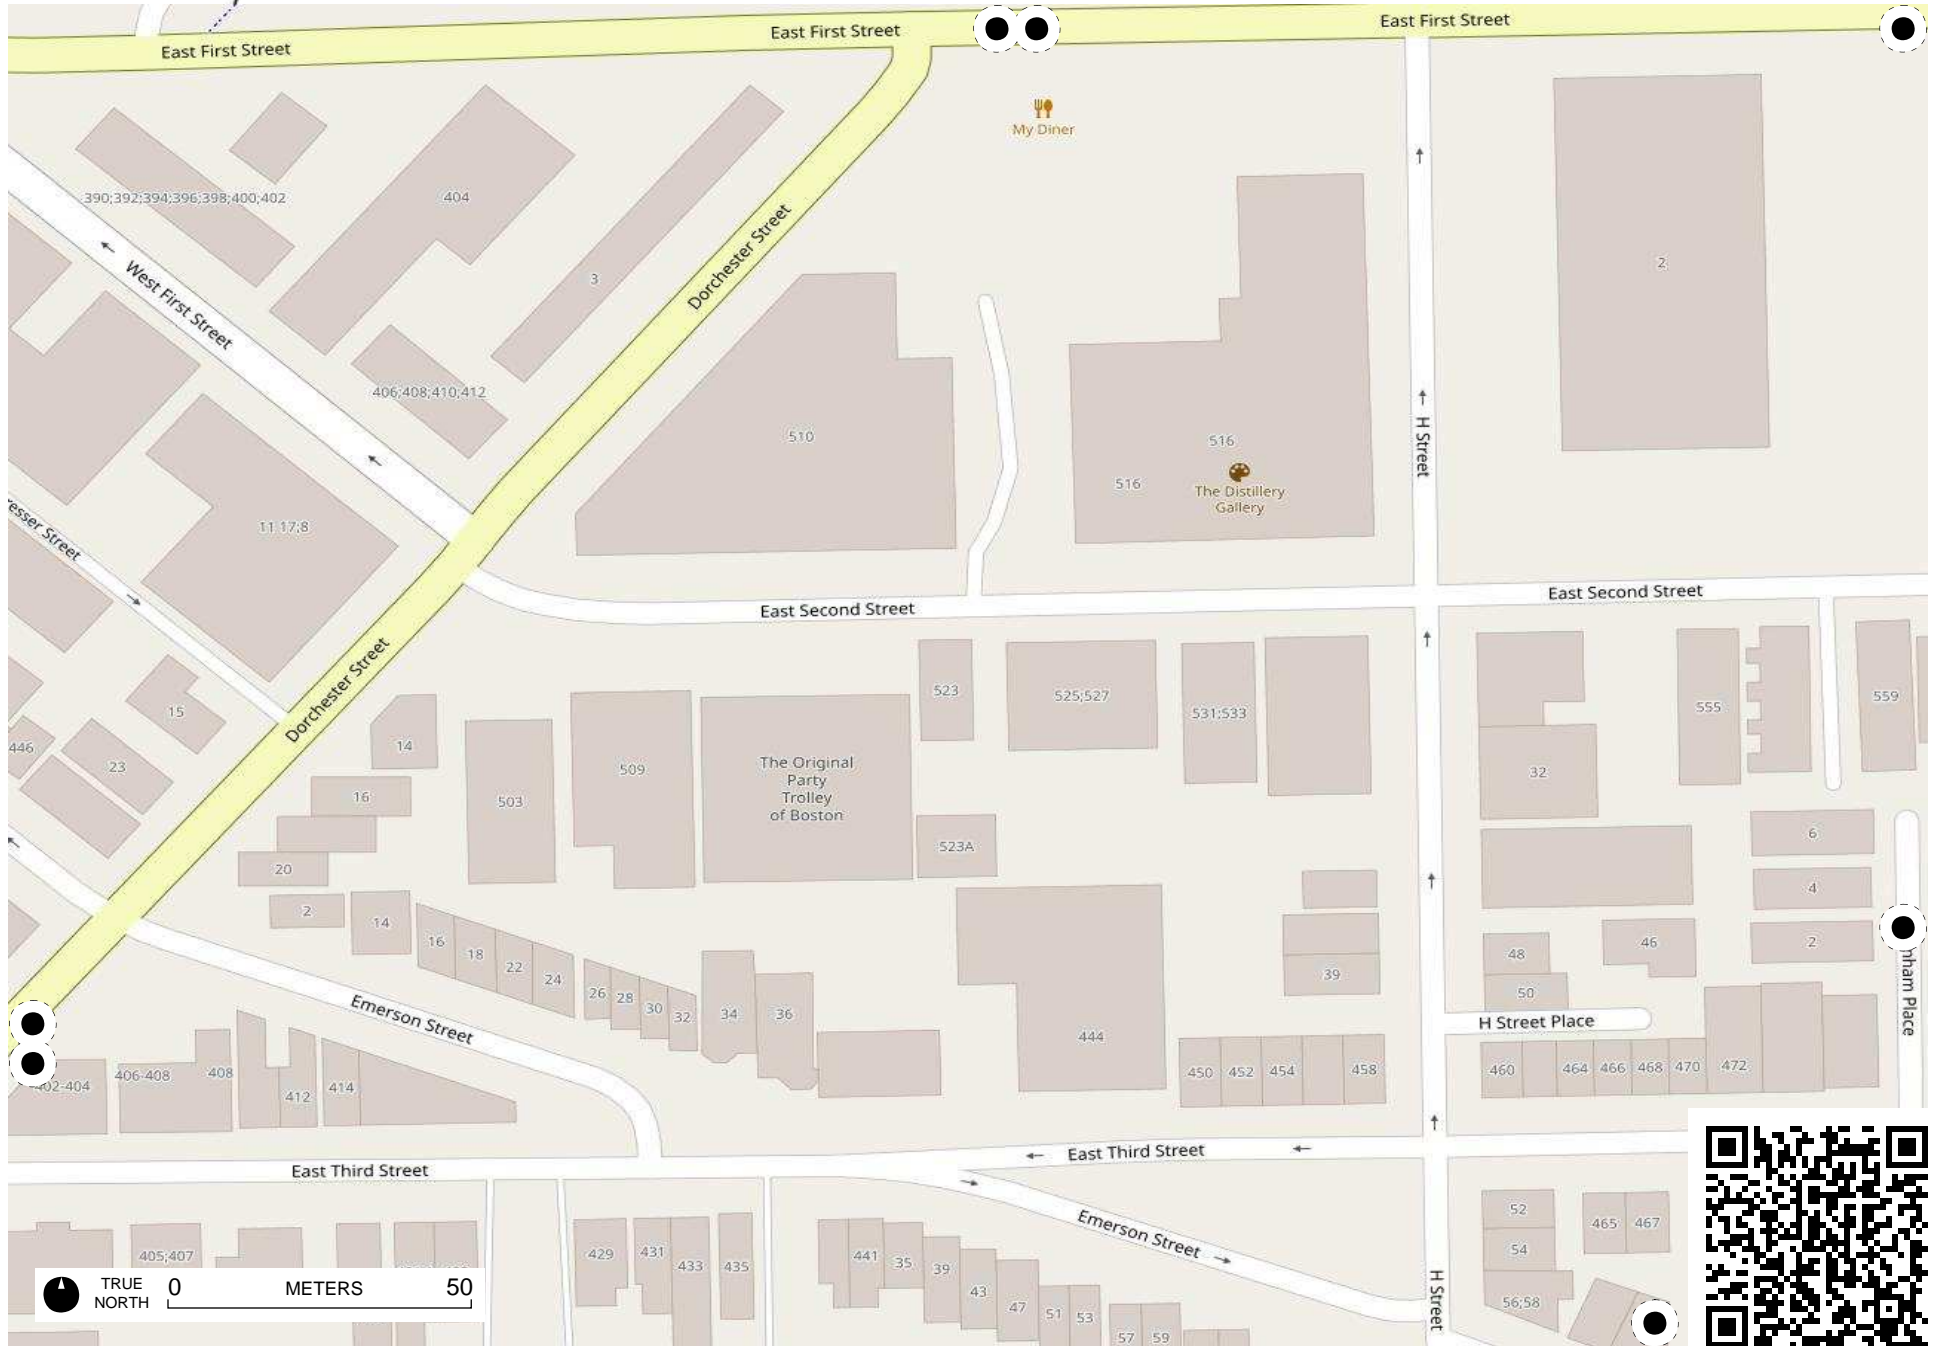 East First Street
East First Street
East First Street
My Diner
390;392;394;396;398;400;402
404
3
2
Dorchester Street
West First Street
406;408;410;412
510
516
516
The Distillery
Gallery
H Street
11 17;8
esser Street
East Second Street
East Second Street
Dorchester Street
15
446
23
14
16
20
2
14
503
509
The Original
Party
Trolley
of Boston
523
525;527
531;533
523A
555
559
32
6
4
2
48
46
50
39
16
18
22
24
26
28
30
32
34
36
444
Emerson Street
H Street Place
nham Place
402-404
406-408
408
412
414
450
452
454
458
460
464
466
468
470
472
East Third Street
East Third Street
Emerson Street
H Street
405;407
429
431
433
435
441
35
39
43
47
51
53
57
59
52
54
56;58
465
467
TRUE
NORTH
0 METERS 50